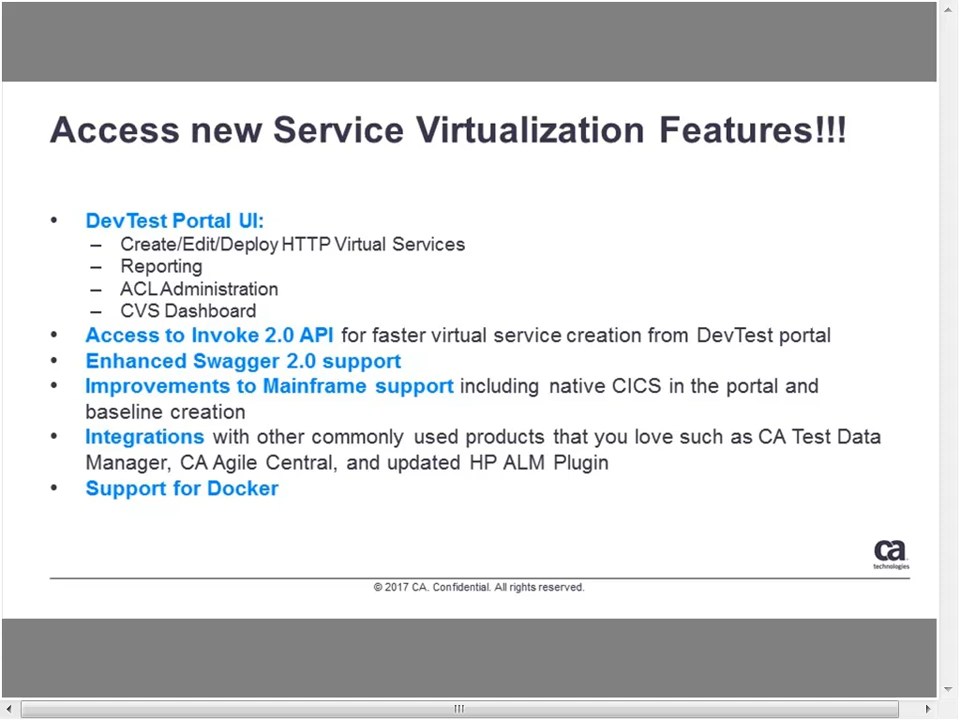 Access new Service Virtualization Features!!!
• DevTest Portal UI:
– Create/Edit/Deploy HTTP Virtual Services
– Reporting
– ACL Administration
– CVS Dashboard
• Access to Invoke 2.0 API for faster virtual service creation from DevTest portal
• Enhanced Swagger 2.0 support
• Improvements to Mainframe support including native CICS in the portal and
baseline creation
• Integrations with other commonly used products that you love such as CA Test Data
Manager, CA Agile Central, and updated HP ALM Plugin
• Support for Docker
ca
technologies
© 2017 CA. Confidential. All rights reserved.